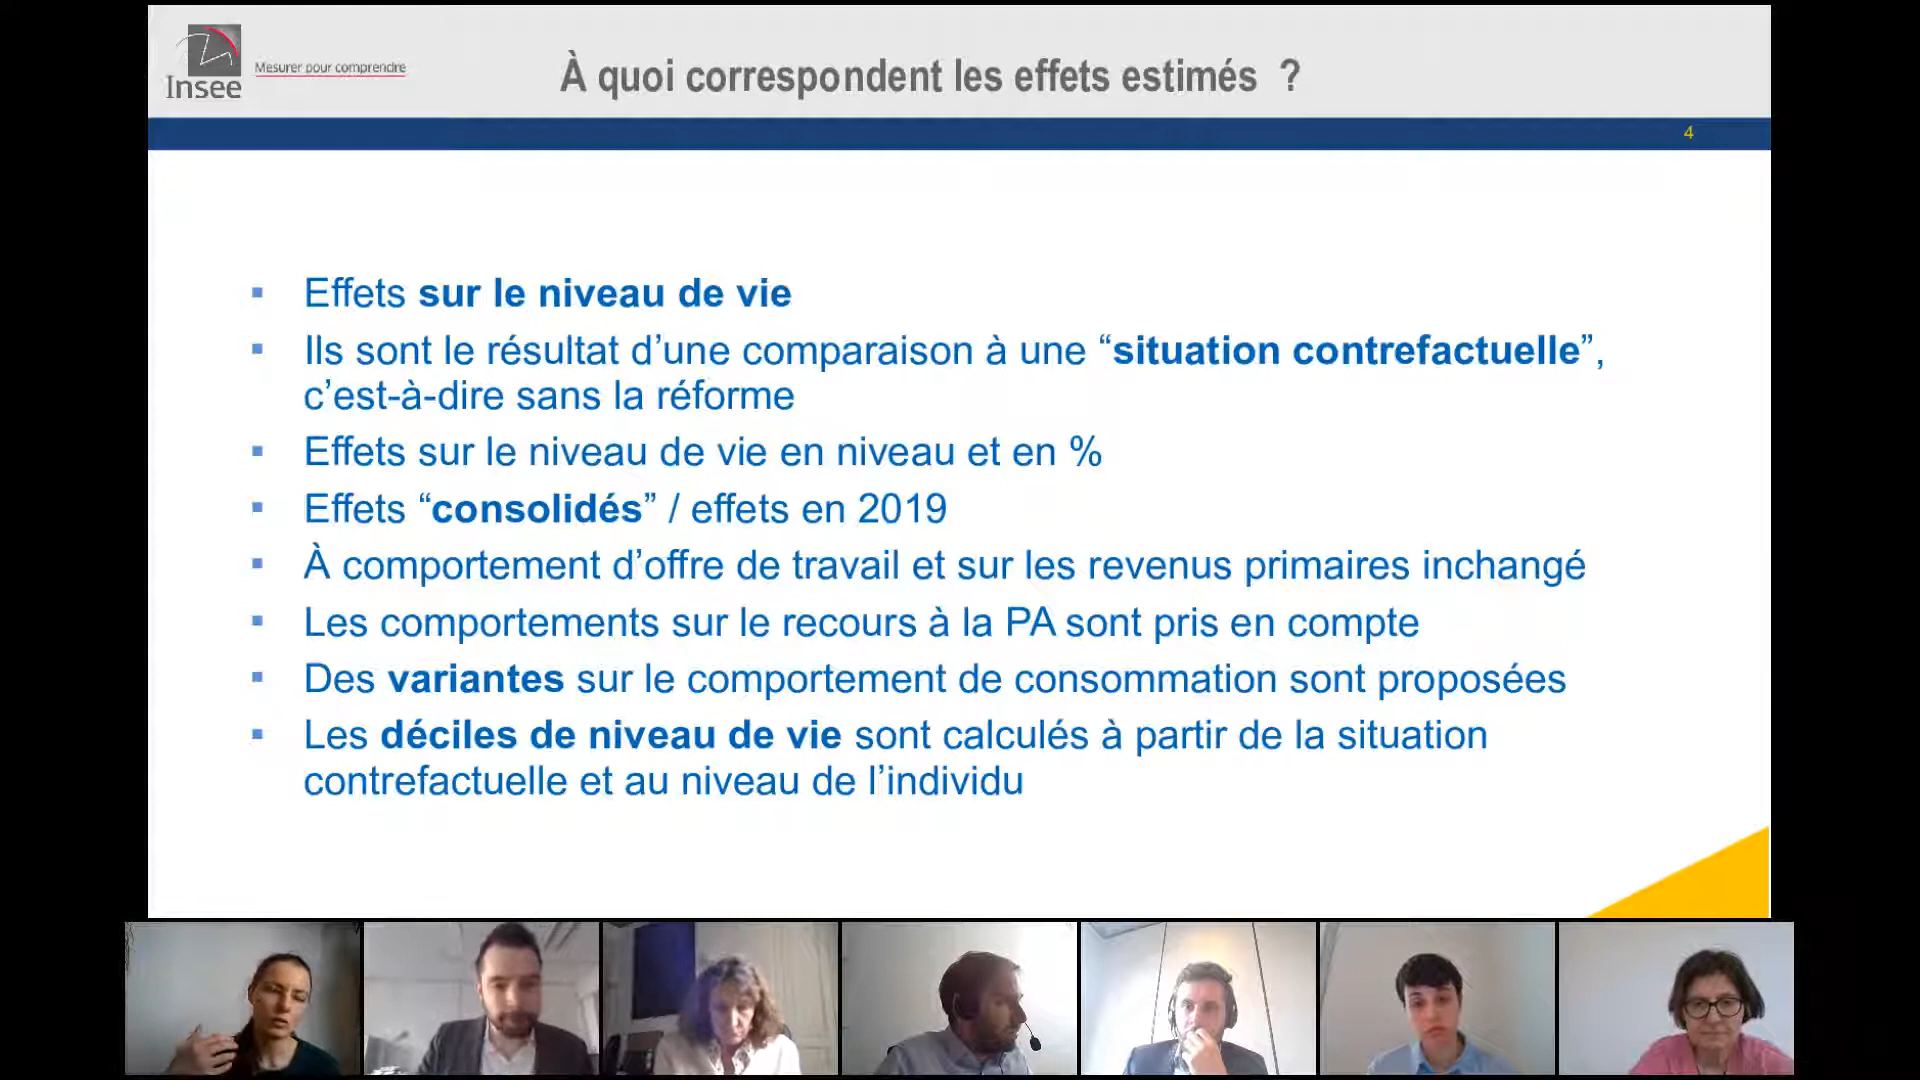 Insee
Mesurer pour comprendre
À quoi correspondent les effets estimés ?
4
▪ Effets sur le niveau de vie
▪ Ils sont le résultat d’une comparaison à une “situation contrefactuelle”,
c’est-à-dire sans la réforme
▪ Effets sur le niveau de vie en niveau et en %
▪ Effets “consolidés” / effets en 2019
▪ À comportement d’offre de travail et sur les revenus primaires inchangé
▪ Les comportements sur le recours à la PA sont pris en compte
▪ Des variantes sur le comportement de consommation sont proposées
▪ Les déciles de niveau de vie sont calculés à partir de la situation
contrefactuelle et au niveau de l’individu